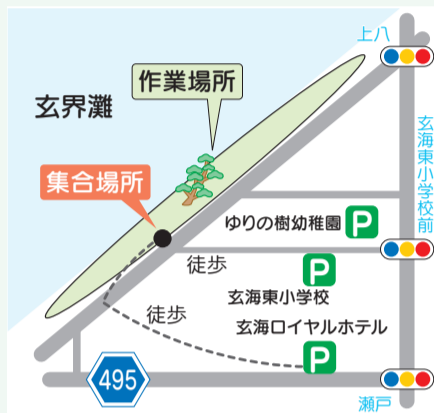 上八
作業場所
玄界灘
玄海東小学校前
集合場所
ゆりの樹幼稚園 P
徒歩
P
玄海東小学校
徒歩
玄海ロイヤルホテル
P
495
瀬戸